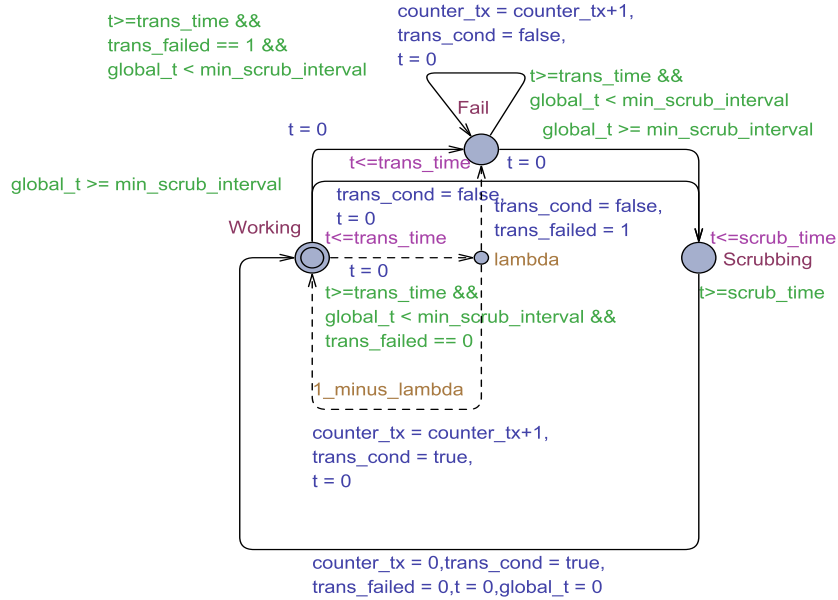 counter_tx = counter_tx+1,
trans_cond = false,
t = 0
t>=trans_time &&
trans_failed == 1 &&
global_t < min_scrub_interval
t>=trans_time &&
global_t < min_scrub_interval
Fail
t = 0
global_t >= min_scrub_interval
t<=trans_time
t = 0
global_t >= min_scrub_interval
trans_cond = false,
t = 0
trans_cond = false,
trans_failed = 1
Working
t<=trans_time
t<=scrub_time
lambda
Scrubbing
t = 0
t>=trans_time &&
global_t < min_scrub_interval &&
trans_failed == 0
t>=scrub_time
1_minus_lambda
counter_tx = counter_tx+1,
trans_cond = true,
t = 0
counter_tx = 0,trans_cond = true,
trans_failed = 0,t = 0,global_t = 0